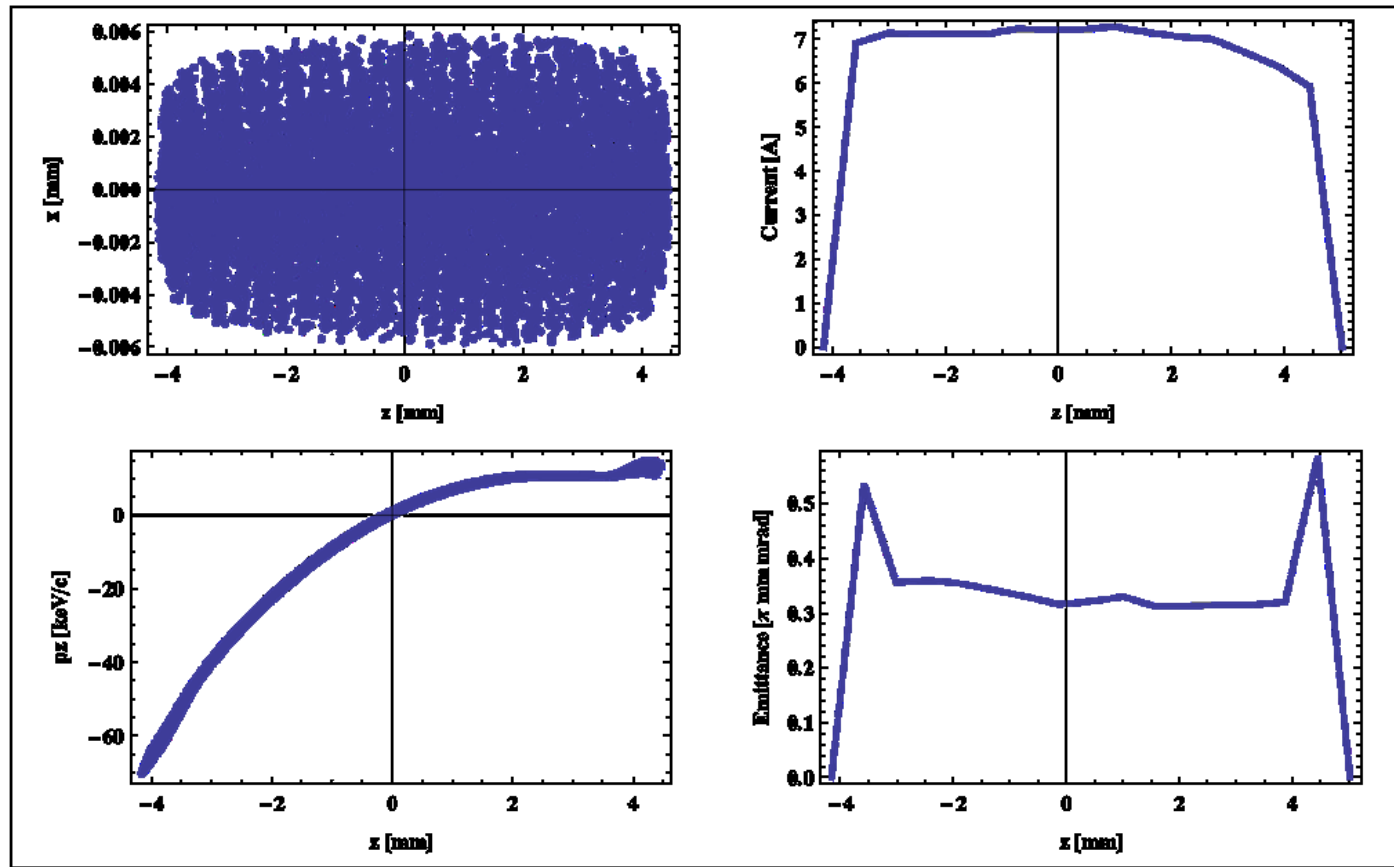 0.006
0.004
0.002
0.000
−0.002
−0.004
−0.006
x [mm]
−4 −2 0 2 4
z [mm]
7
6
5
4
3
2
1
0
Current [A]
−4 −2 0 2 4
z [mm]
0
−20
−40
−60
pz [keV/c]
−4 −2 0 2 4
z [mm]
0.5
0.4
0.3
0.2
0.1
0.0
Emittance [π mm mrad]
−4 −2 0 2 4
z [mm]